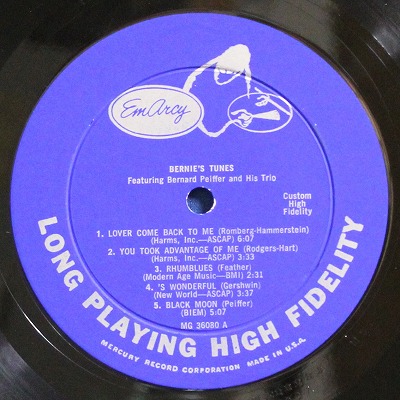 EmArcy
BERNIE'S TUNES
Featuring Bernard Peiffer and His Trio
Custom
High
Fidelity
1. LOVER COME BACK TO ME (Romberg-Hammerstein)
(Harms, Inc.—ASCAP) 6:07
2. YOU TOOK ADVANTAGE OF ME (Rodgers-Hart)
(Harms, Inc.—ASCAP) 3:33
3. RHUMBLUES (Feather)
(Modern Age Music—BMI) 2:31
4. 'S WONDERFUL (Gershwin)
(New World—ASCAP) 3:37
5. BLACK MOON (Peiffer)
(BIEM) 5:07
MG 36080 A
LONG PLAYING HIGH FIDELITY
MERCURY RECORD CORPORATION MADE IN U.S.A.